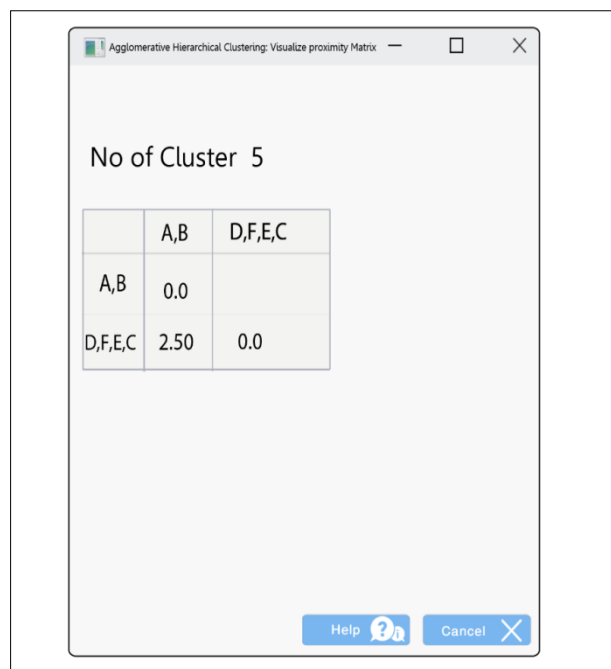 Agglomerative Hierarchical Clustering: Visualize proximity Matrix
No of Cluster 5
A,B D,F,E,C
A,B 0.0
D,F,E,C 2.50 0.0
Help Cancel